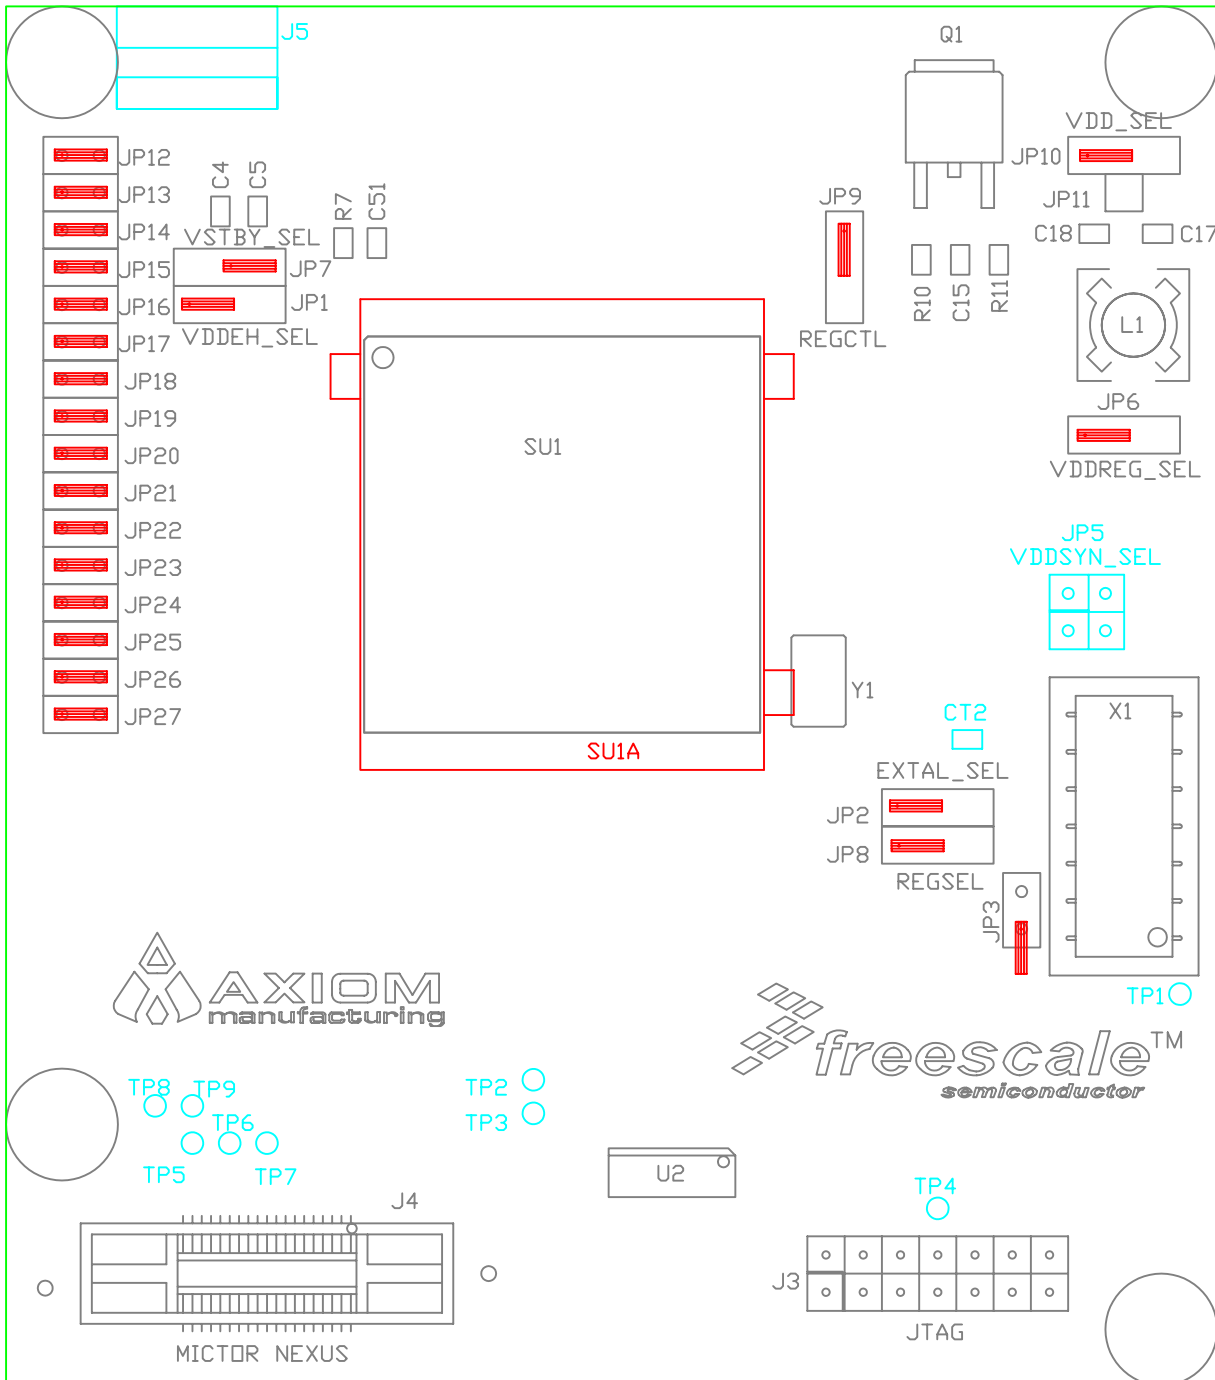 J5
Q1
VDD_SEL
JP10
JP11
C18
C17
JP12
JP13
JP14
JP15
JP16
JP17
JP18
JP19
JP20
JP21
JP22
JP23
JP24
JP25
JP26
JP27
C4
C5
R7
C51
VSTBY_SEL
JP7
JP1
VDDEH_SEL
JP9
REGCTL
R10
C15
R11
L1
JP6
VDDREG_SEL
SU1
JP5
VDDSYN_SEL
Y1
SU1A
CT2
X1
EXTAL_SEL
JP2
JP8
REGSEL
JP3
TP1
AXIOM
manufacturing
freescale™
semiconductor
TP8
TP9
TP6
TP5
TP7
TP2
TP3
U2
TP4
J4
MICTOR NEXUS
J3
JTAG